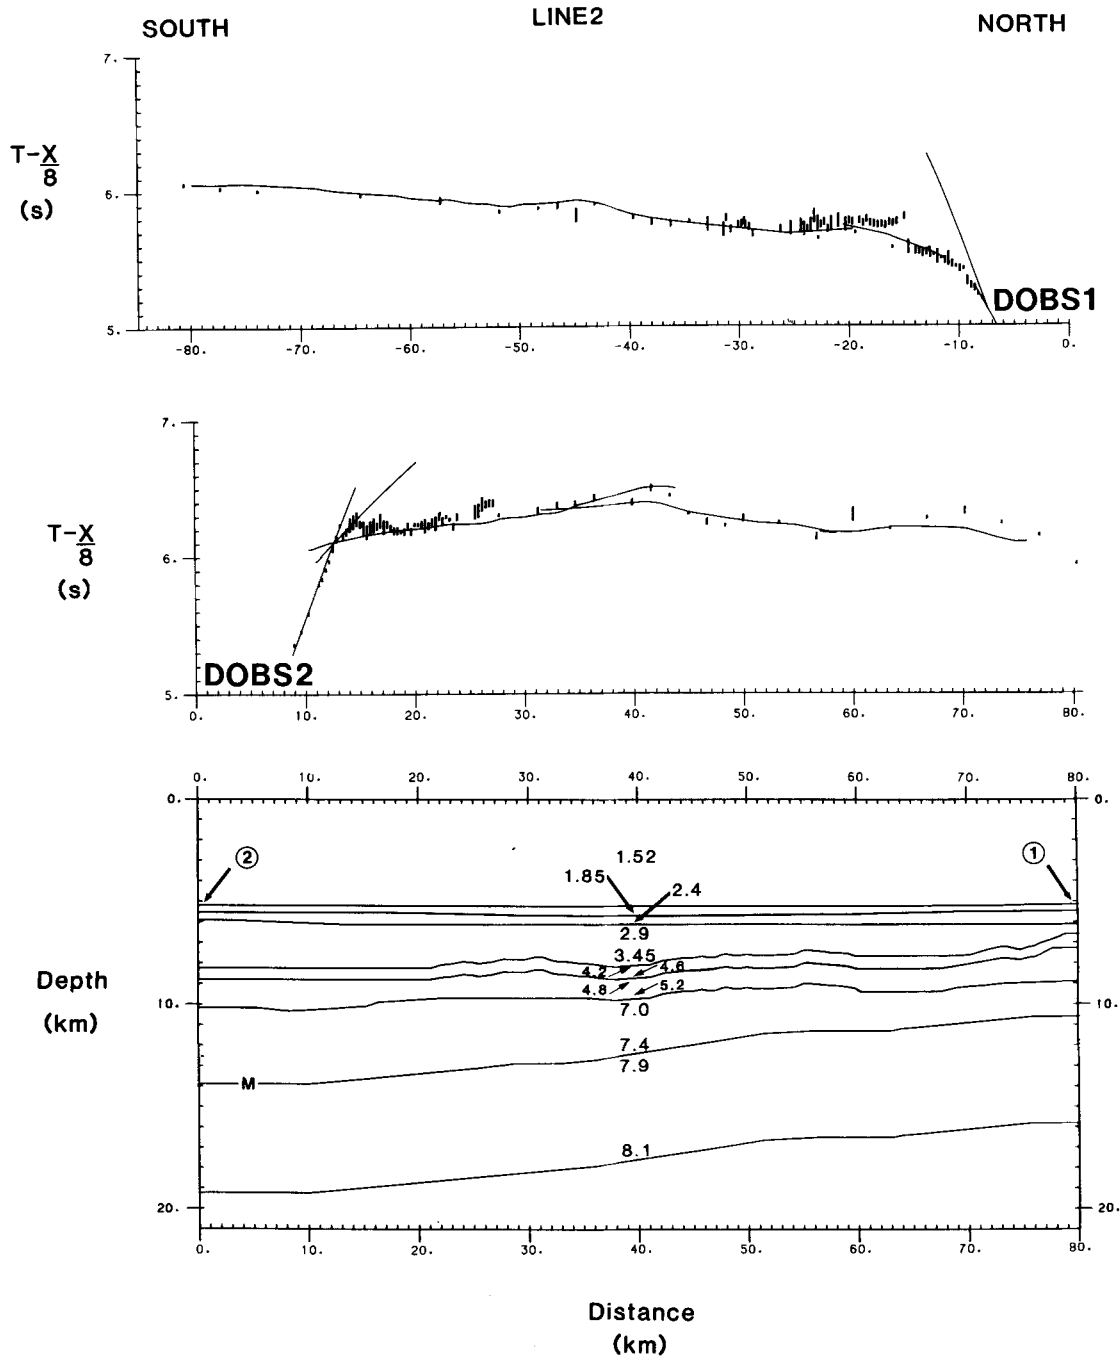 LINE2
SOUTH
NORTH
7.
T-X/8
(s)
6.
5.
DOBS1
-80. -70. -60. -50. -40. -30. -20. -10. 0.
7.
T-X/8
(s)
6.
DOBS2
5.
0. 10. 20. 30. 40. 50. 60. 70. 80.
0. 10. 20. 30. 40. 50. 60. 70. 80.
0. 0.
2 1.52 1
1.85 2.4
2.9
3.45
4.2 4.6
4.8 5.2
Depth
(km)
10. 10.
7.0
7.4
7.9
M
8.1
20. 20.
0. 10. 20. 30. 40. 50. 60. 70. 80.
Distance
(km)